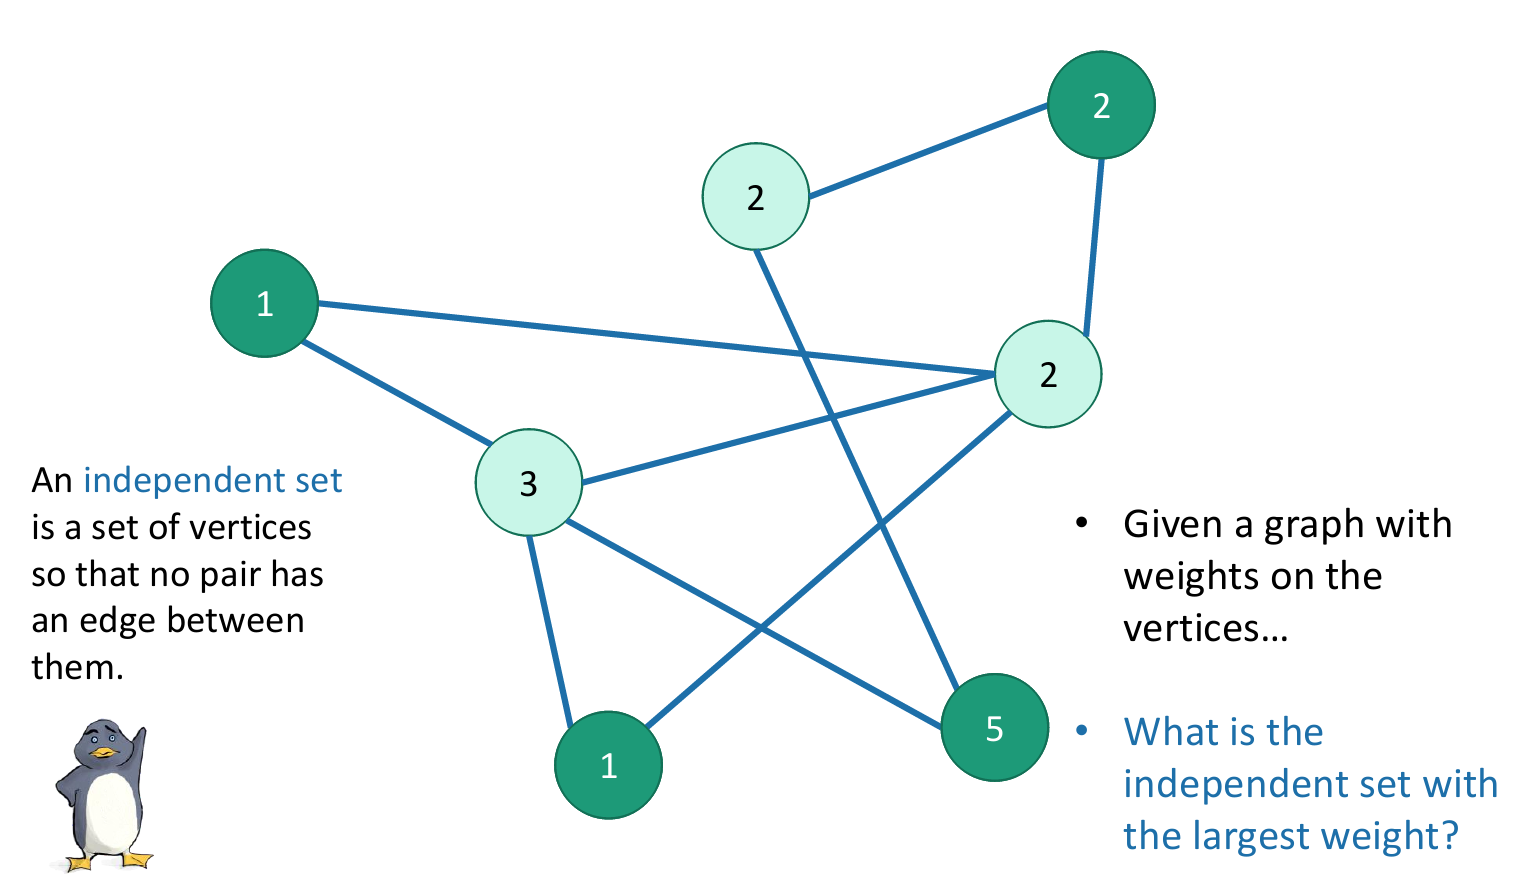 2
2
1
2
3
An independent set
is a set of vertices
so that no pair has
an edge between
them.
• Given a graph with
weights on the
vertices...
5
1
• What is the
independent set with
the largest weight?